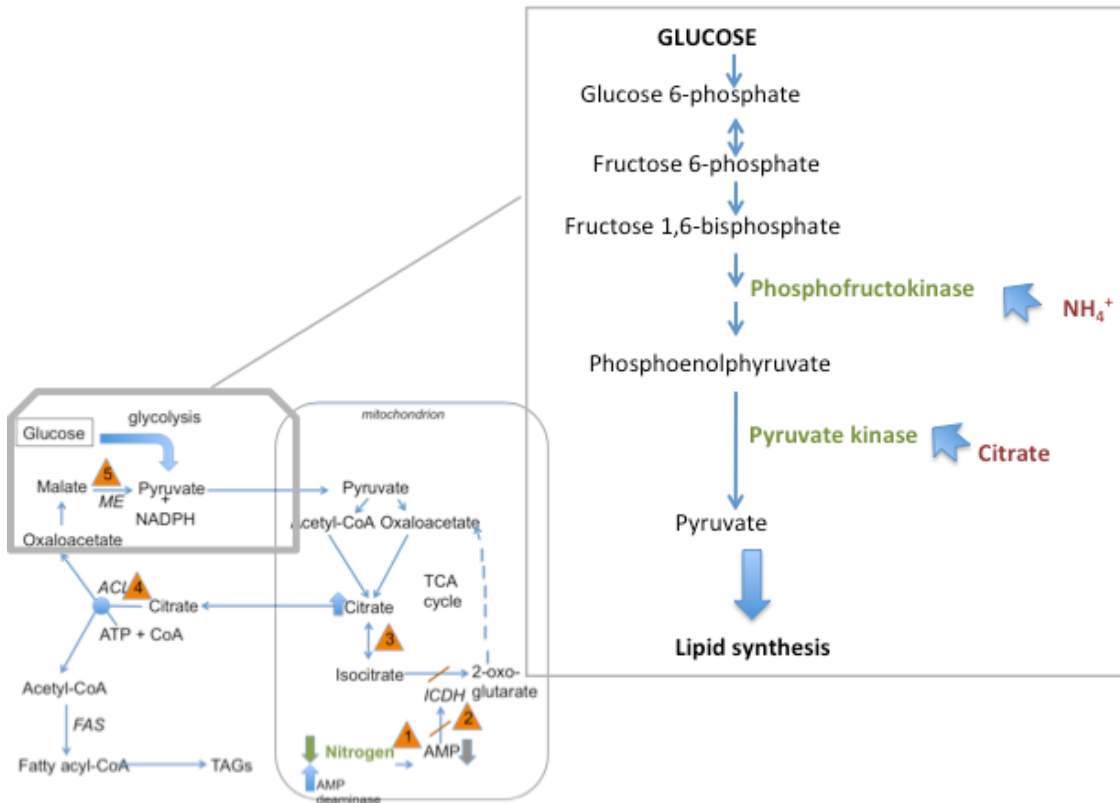 GLUCOSE
Glucose 6-phosphate
Fructose 6-phosphate
Fructose 1,6-bisphosphate
Phosphofructokinase
NH₄⁺
Phosphoenolphyruvate
Pyruvate kinase
Citrate
Pyruvate
Lipid synthesis
glycolysis
Glucose
5
Malate
ME
Pyruvate
+
NADPH
Oxaloacetate
ACL
4
Citrate
ATP + CoA
Acetyl-CoA
FAS
Fatty acyl-CoA
TAGs
mitochondrion
Pyruvate
Acetyl-CoA Oxaloacetate
TCA
cycle
Citrate
3
Isocitrate
2-oxo-
glutarate
ICDH
1
2
Nitrogen
AMP
AMP
deaminase